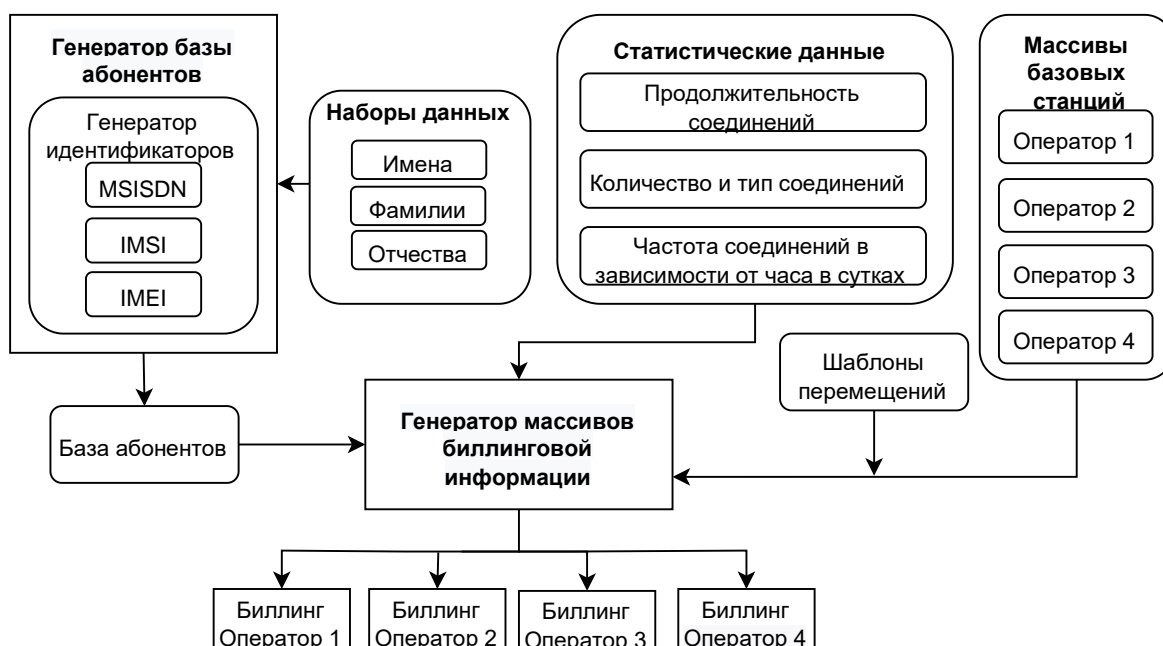 Генератор базы
абонентов
Генератор
идентификаторов
MSISDN
IMSI
IMEI
Наборы данных
Имена
Фамилии
Отчества
Статистические данные
Продолжительность
соединений
Количество и тип соединений
Частота соединений в
зависимости от часа в сутках
Массивы
базовых
станций
Оператор 1
Оператор 2
Оператор 3
Оператор 4
Шаблоны
перемещений
База абонентов
Генератор массивов
биллинговой
информации
Биллинг
Оператор 1
Биллинг
Оператор 2
Биллинг
Оператор 3
Биллинг
Оператор 4